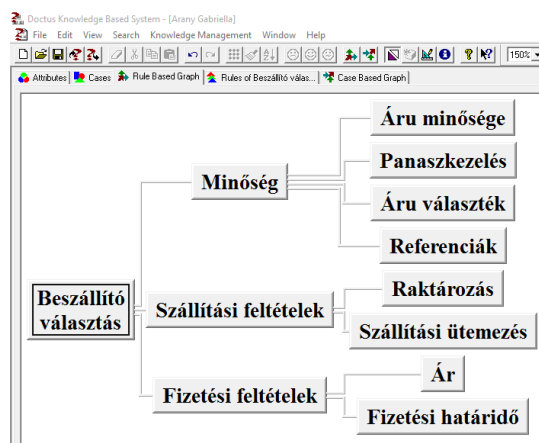 Doctus Knowledge Based System - [Arany Gabriella]
File Edit View Search Knowledge Management Window Help
150%
Attributes Cases Rule Based Graph Rules of Beszállító válas... Case Based Graph
Áru minősége
Panaszkezelés
Minőség
Áru választék
Referenciák
Raktározás
Beszállító
választás
Szállítási feltételek
Szállítási ütemezés
Ár
Fizetési feltételek
Fizetési határidő